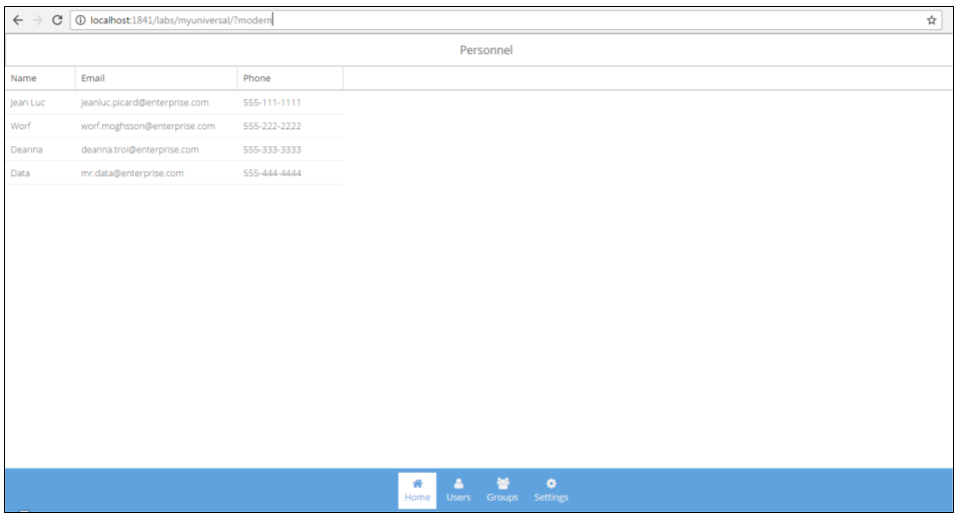 localhost:1841/labs/myuniversal/?modern
Personnel
Name Email Phone
Jean Luc jeanluc.picard@enterprise.com 555-111-1111
Worf worf.moghsson@enterprise.com 555-222-2222
Deanna deanna.troi@enterprise.com 555-333-3333
Data mr.data@enterprise.com 555-444-4444
Home Users Groups Settings